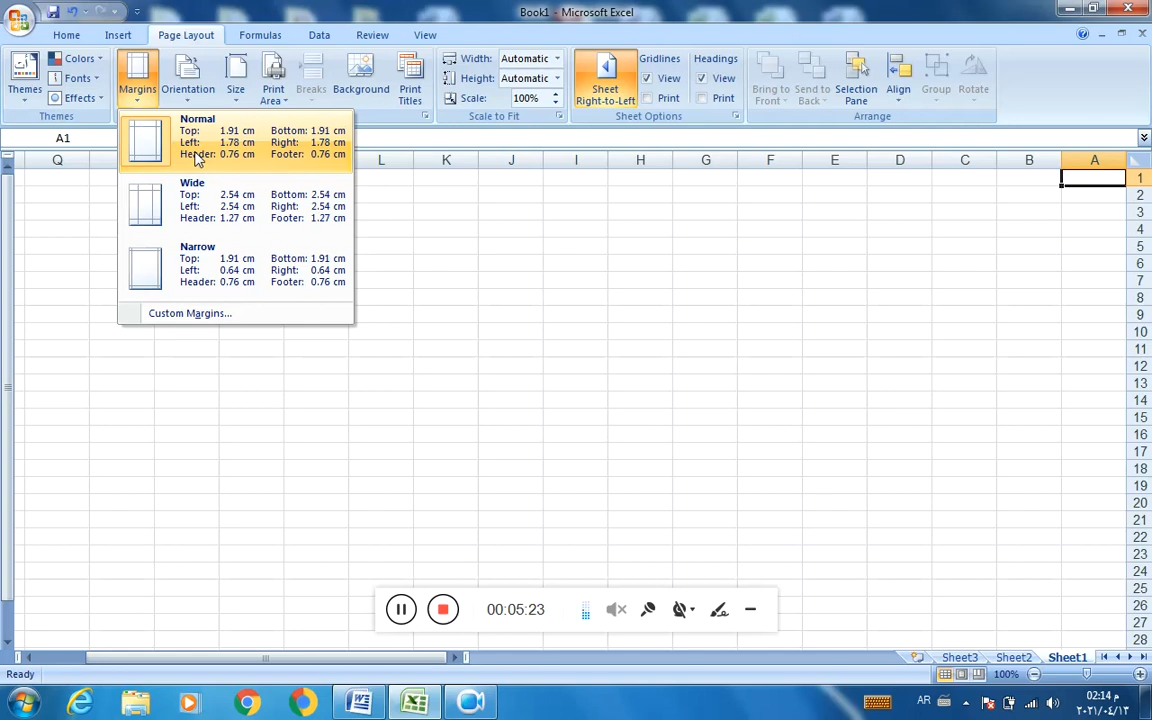 Book1 - Microsoft Excel
Home Insert Page Layout Formulas Data Review View
Themes
Colors
Fonts
Effects
Themes
Margins
Orientation
Size
Print Area
Breaks
Background
Print Titles
Width: Automatic
Height: Automatic
Scale: 100%
Scale to Fit
Sheet Right-to-Left
Gridlines
View
Print
Headings
View
Print
Sheet Options
Bring to Front
Send to Back
Selection Pane
Align
Group
Rotate
Arrange
A1
Normal
Top: 1.91 cm Bottom: 1.91 cm
Left: 1.78 cm Right: 1.78 cm
Header: 0.76 cm Footer: 0.76 cm
Wide
Top: 2.54 cm Bottom: 2.54 cm
Left: 2.54 cm Right: 2.54 cm
Header: 1.27 cm Footer: 1.27 cm
Narrow
Top: 1.91 cm Bottom: 1.91 cm
Left: 0.64 cm Right: 0.64 cm
Header: 0.76 cm Footer: 0.76 cm
Custom Margins...
Q L K J I H G F E D C B A
1
2
3
4
5
6
7
8
9
10
11
12
13
14
15
16
17
18
19
20
21
22
23
24
25
26
27
28
00:05:23
Sheet3 Sheet2 Sheet1
Ready 100%
AR
02:14 م
٢٠٢١/٠٤/١٣